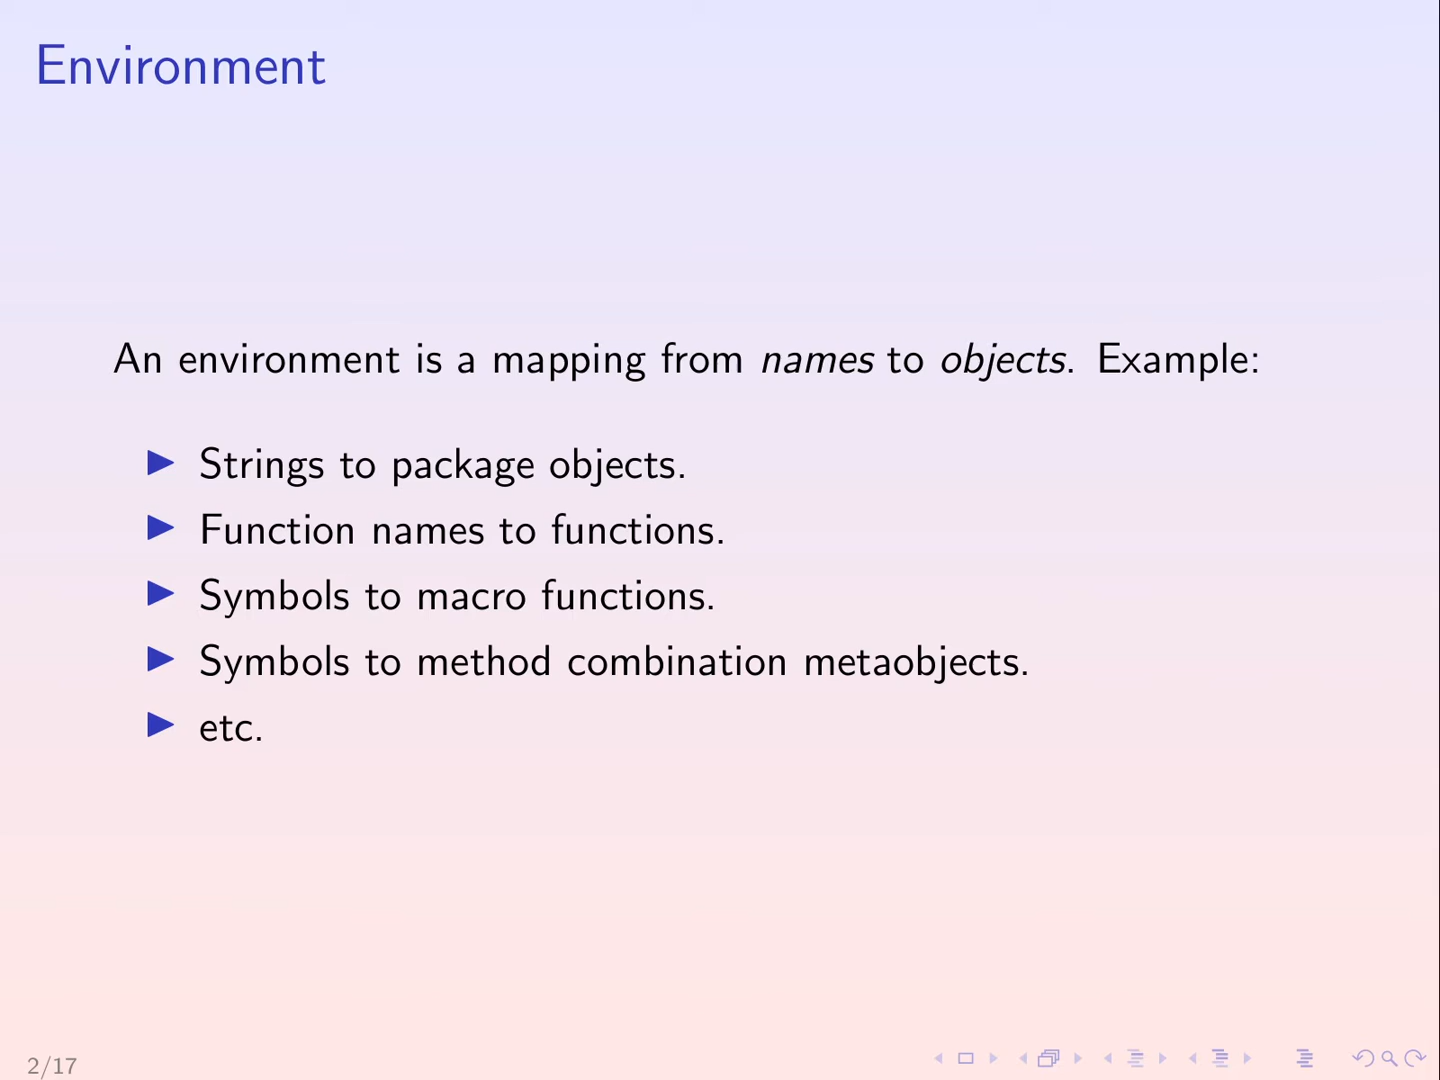 Environment
An environment is a mapping from names to objects. Example:
Strings to package objects.
Function names to functions.
Symbols to macro functions.
Symbols to method combination metaobjects.
etc.
2/17